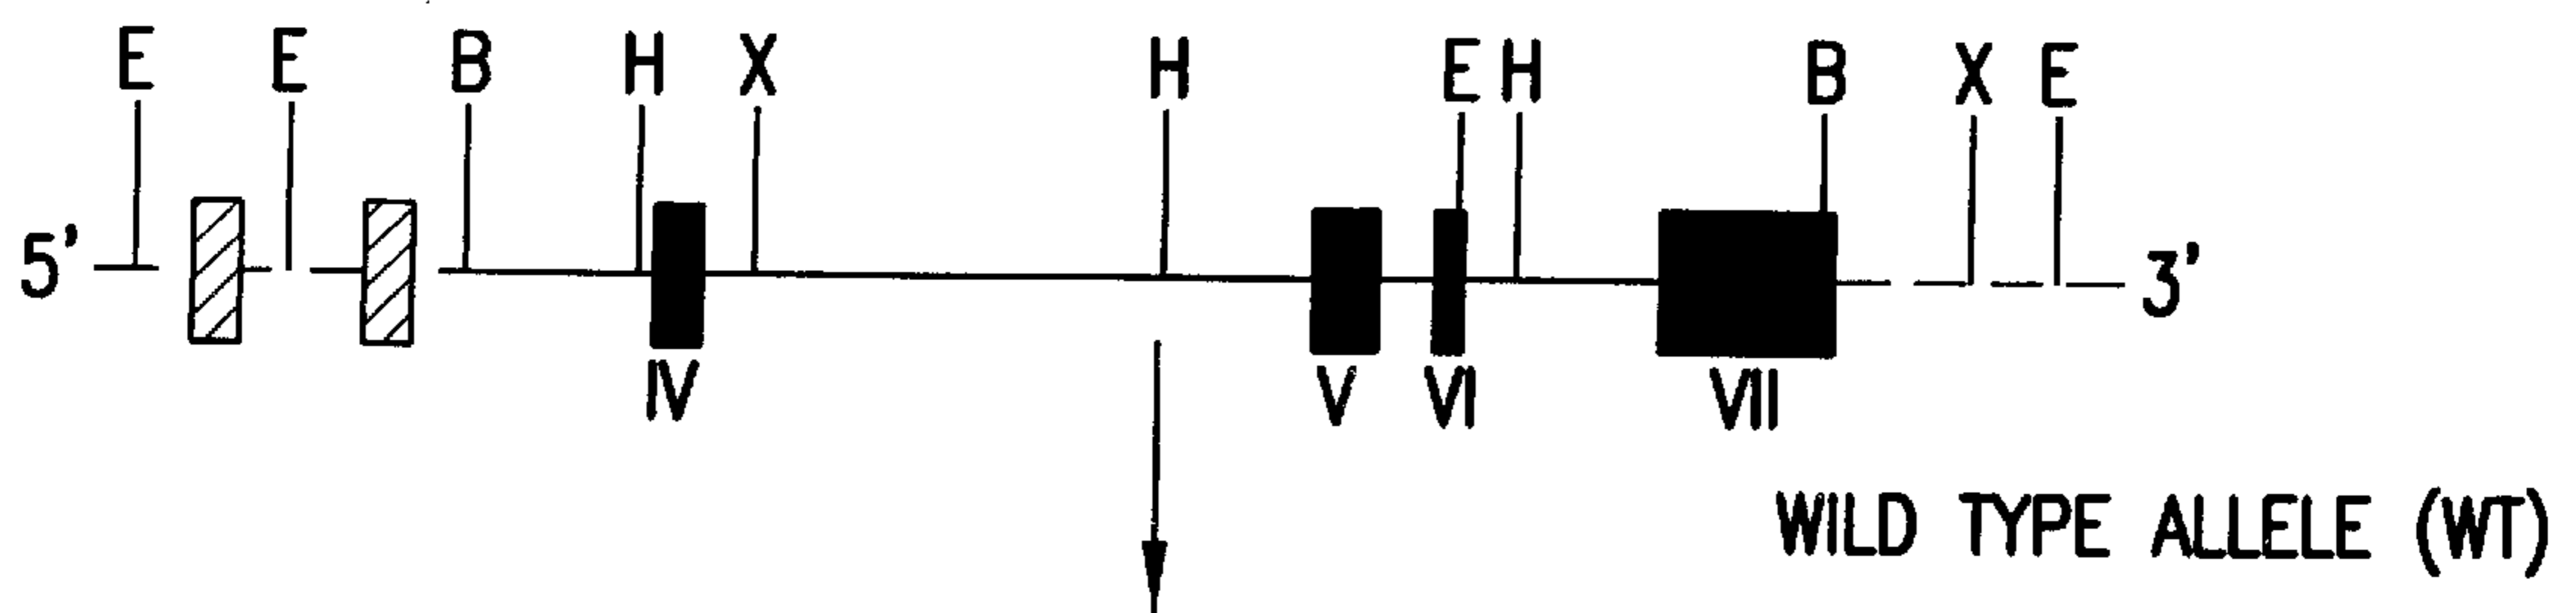 E E B H X H E H B X E
5' 3'
IV V VI VII
WILD TYPE ALLELE (WT)